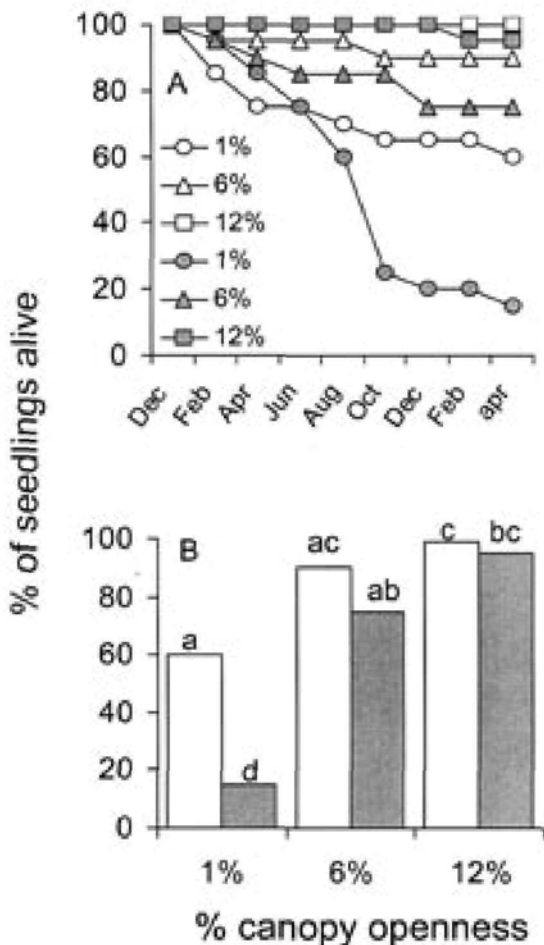 % of seedlings alive
100
80
60
40
20
0
A
1%
6%
12%
1%
6%
12%
Dec
Feb
Apr
Jun
Aug
Oct
Dec
Feb
apr
100
80
60
40
20
0
B
a
d
ac
ab
c
bc
1%
6%
12%
% canopy openness